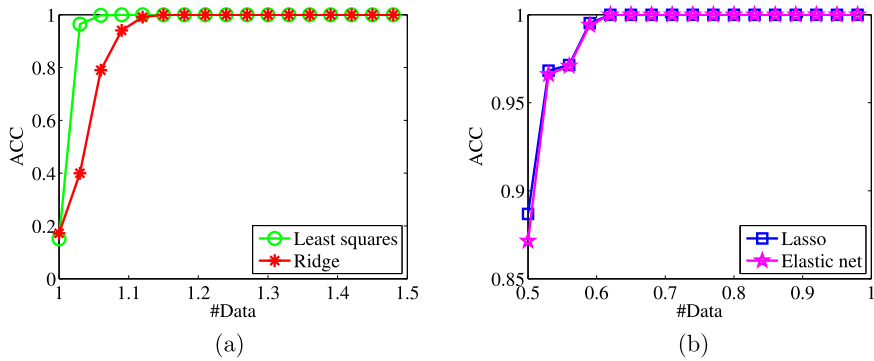 1
0.8
0.6
0.4
0.2
0
ACC
1 1.1 1.2 1.3 1.4 1.5
#Data
Least squares
Ridge
(a)
1
0.95
0.9
0.85
ACC
0.5 0.6 0.7 0.8 0.9 1
#Data
Lasso
Elastic net
(b)